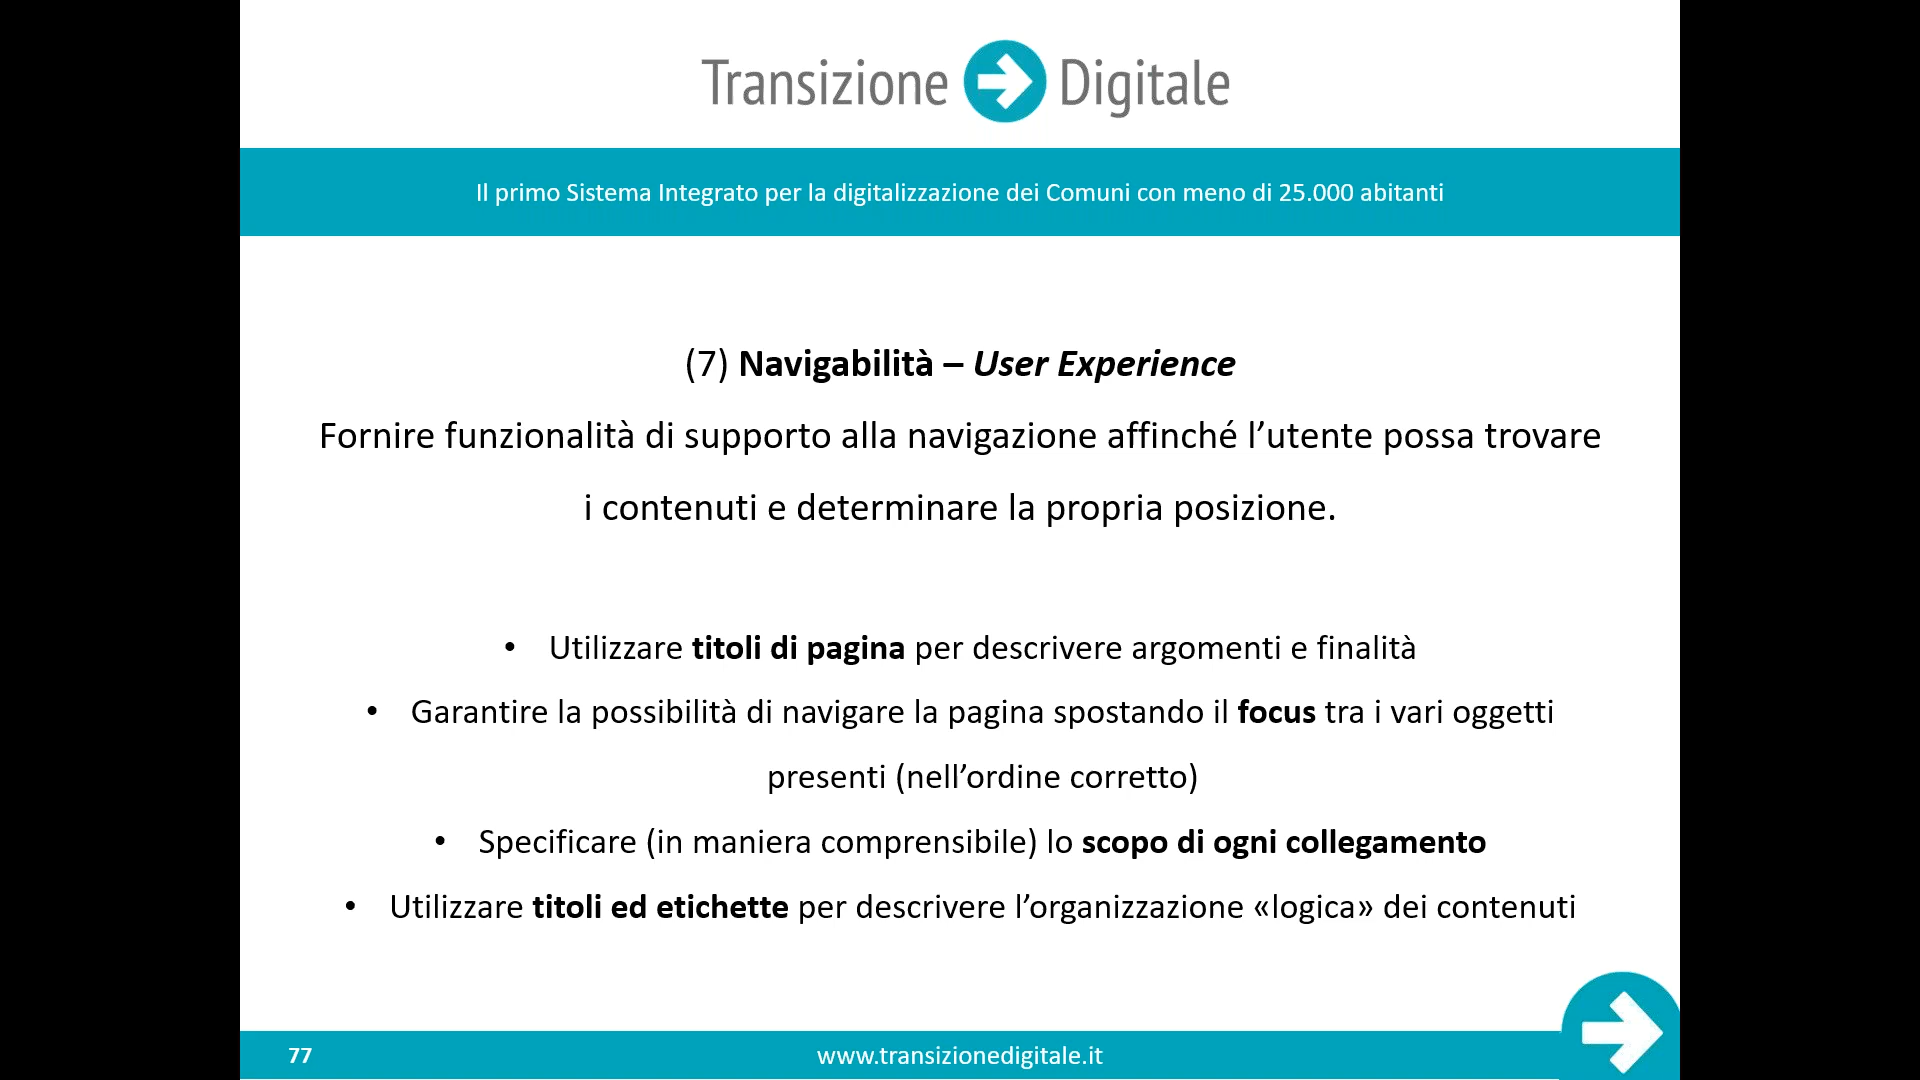 Transizione Digitale
Il primo Sistema Integrato per la digitalizzazione dei Comuni con meno di 25.000 abitanti
(7) Navigabilità – User Experience
Fornire funzionalità di supporto alla navigazione affinché l’utente possa trovare
i contenuti e determinare la propria posizione.
• Utilizzare titoli di pagina per descrivere argomenti e finalità
• Garantire la possibilità di navigare la pagina spostando il focus tra i vari oggetti
presenti (nell’ordine corretto)
• Specificare (in maniera comprensibile) lo scopo di ogni collegamento
• Utilizzare titoli ed etichette per descrivere l’organizzazione «logica» dei contenuti
77
www.transizionedigitale.it